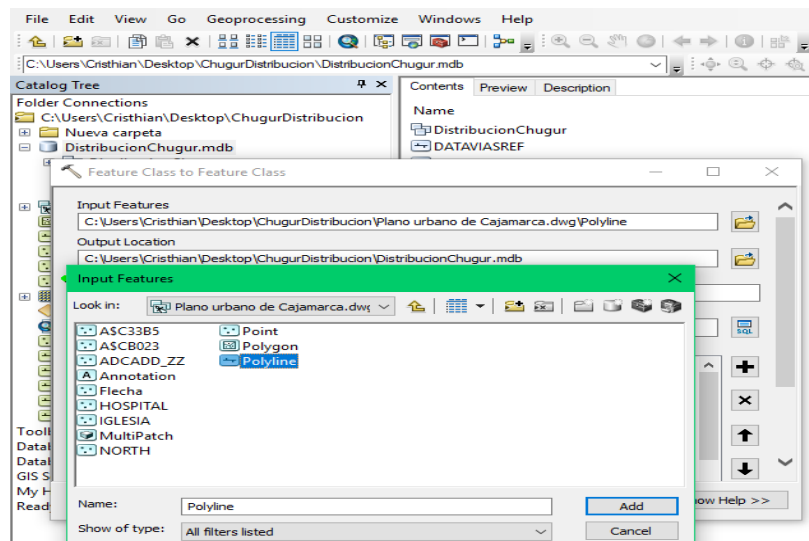 File Edit View Go Geoprocessing Customize Windows Help
C:\Users\Cristhian\Desktop\ChugurDistribucion\DistribucionChugur.mdb
Catalog Tree
Contents Preview Description
Folder Connections
C:\Users\Cristhian\Desktop\ChugurDistribucion
Nueva carpeta
DistribucionChugur.mdb
Name
DistribucionChugur
DATAVIASREF
Feature Class to Feature Class
Input Features
C:\Users\Cristhian\Desktop\ChugurDistribucion\Plano urbano de Cajamarca.dwg\Polyline
Output Location
C:\Users\Cristhian\Desktop\ChugurDistribucion\DistribucionChugur.mdb
SQL
Input Features
Look in: Plano urbano de Cajamarca.dwg
A$C33B5
A$CB023
ADCADD_ZZ
Annotation
Flecha
HOSPITAL
IGLESIA
MultiPatch
NORTH
Point
Polygon
Polyline
Tool
Datab
Datab
GIS S
My H
Read
Name: Polyline
Add
Show of type: All filters listed
Cancel
ow Help >>